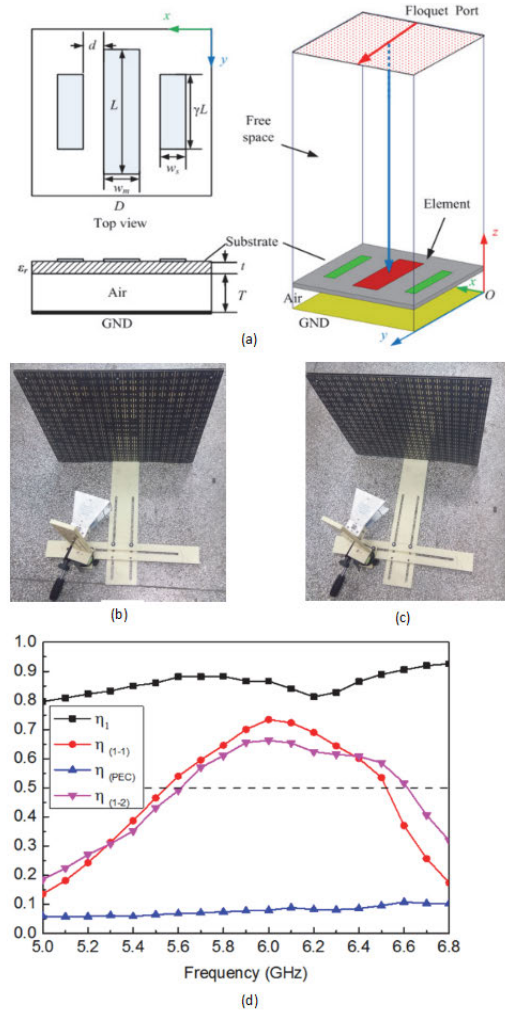 Floquet Port
x
d
y
L
γL
w_s
w_m
D
Top view
Free
space
Element
Substrate
ε_r
t
Air
T
GND
z
Air
x
O
GND
y
(a)
(b)
(c)
1.0
0.9
0.8
0.7
0.6
0.5
0.4
0.3
0.2
0.1
0.0
η_1
η_(1-1)
η_(PEC)
η_(1-2)
5.0 5.2 5.4 5.6 5.8 6.0 6.2 6.4 6.6 6.8
Frequency (GHz)
(d)